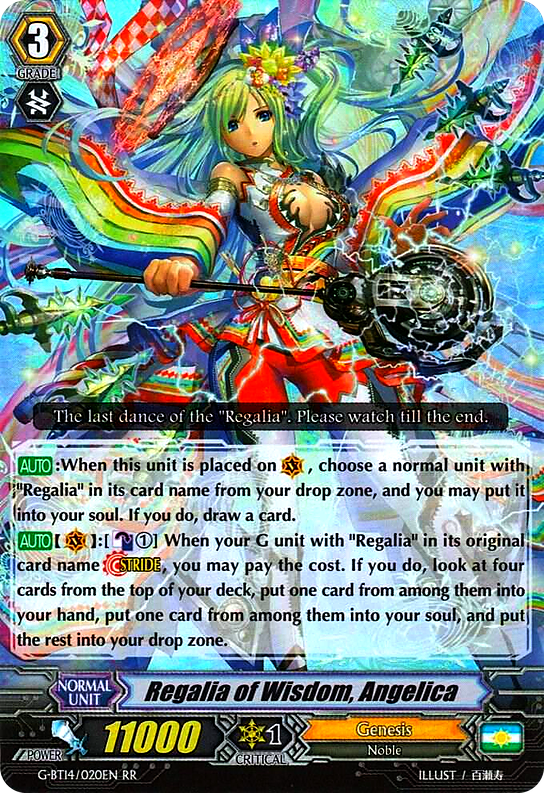 3
GRADE
The last dance of the "Regalia". Please watch till the end.
AUTO:When this unit is placed on , choose a normal unit with
"Regalia" in its card name from your drop zone, and you may put it
into your soul. If you do, draw a card.
AUTO【 】:[ ①] When your G unit with "Regalia" in its original
card name STRIDE, you may pay the cost. If you do, look at four
cards from the top of your deck, put one card from among them into
your hand, put one card from among them into your soul, and put
the rest into your drop zone.
NORMAL
UNIT
Regalia of Wisdom, Angelica
POWER
11000
1
CRITICAL
Genesis
Noble
G-BT14/020EN RR
ILLUST / 百瀬寿